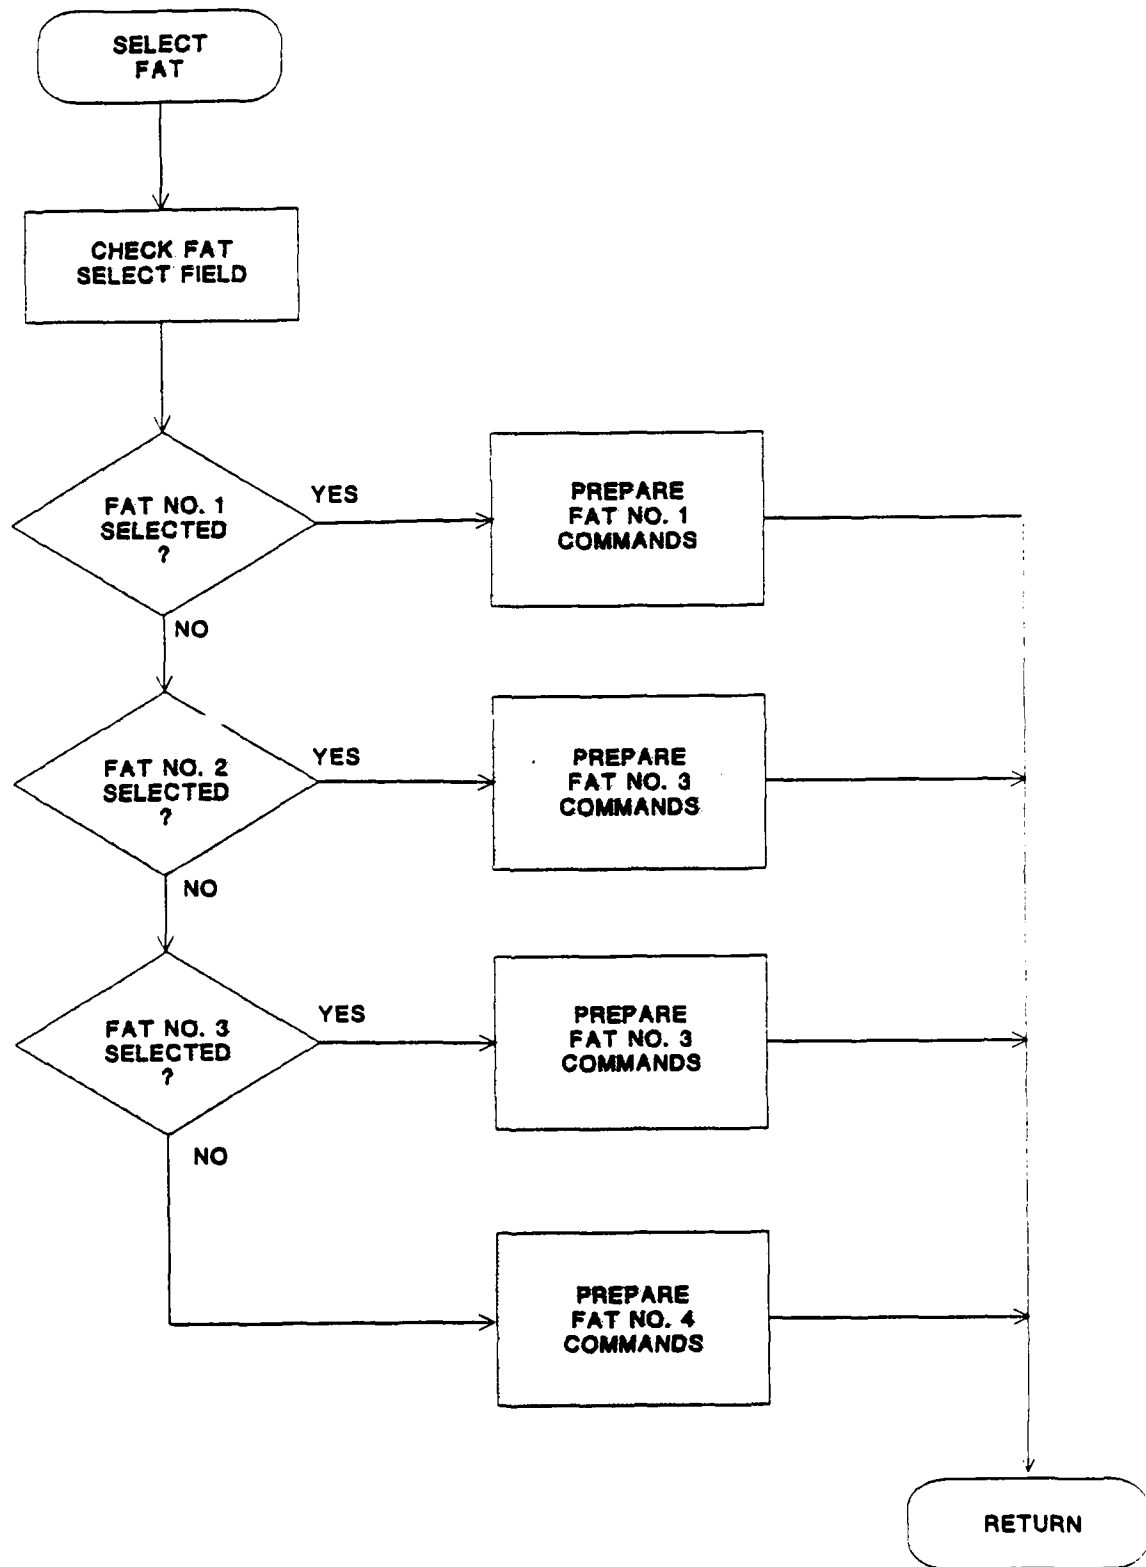 SELECT
FAT
CHECK FAT
SELECT FIELD
FAT NO. 1
SELECTED
?
YES
PREPARE
FAT NO. 1
COMMANDS
NO
FAT NO. 2
SELECTED
?
YES
PREPARE
FAT NO. 3
COMMANDS
NO
FAT NO. 3
SELECTED
?
YES
PREPARE
FAT NO. 3
COMMANDS
NO
PREPARE
FAT NO. 4
COMMANDS
RETURN